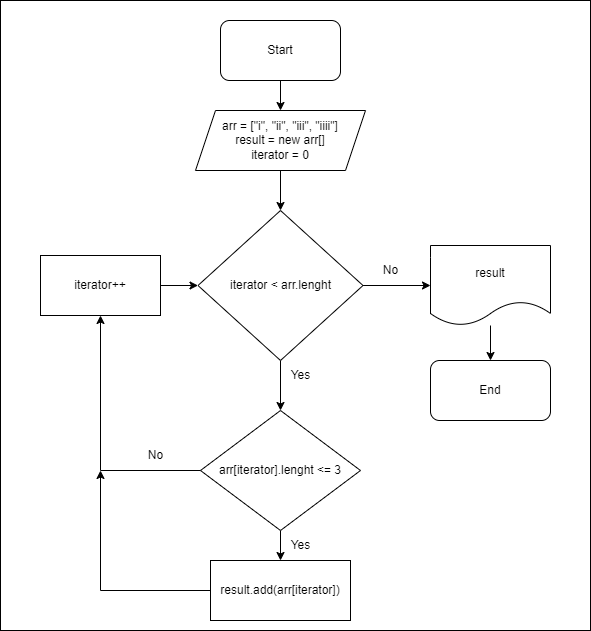 Start
arr = ["i", "ii", "iii", "iiii"]
result = new arr[]
iterator = 0
iterator++
iterator < arr.lenght
No
result
Yes
End
No
arr[iterator].lenght <= 3
Yes
result.add(arr[iterator])